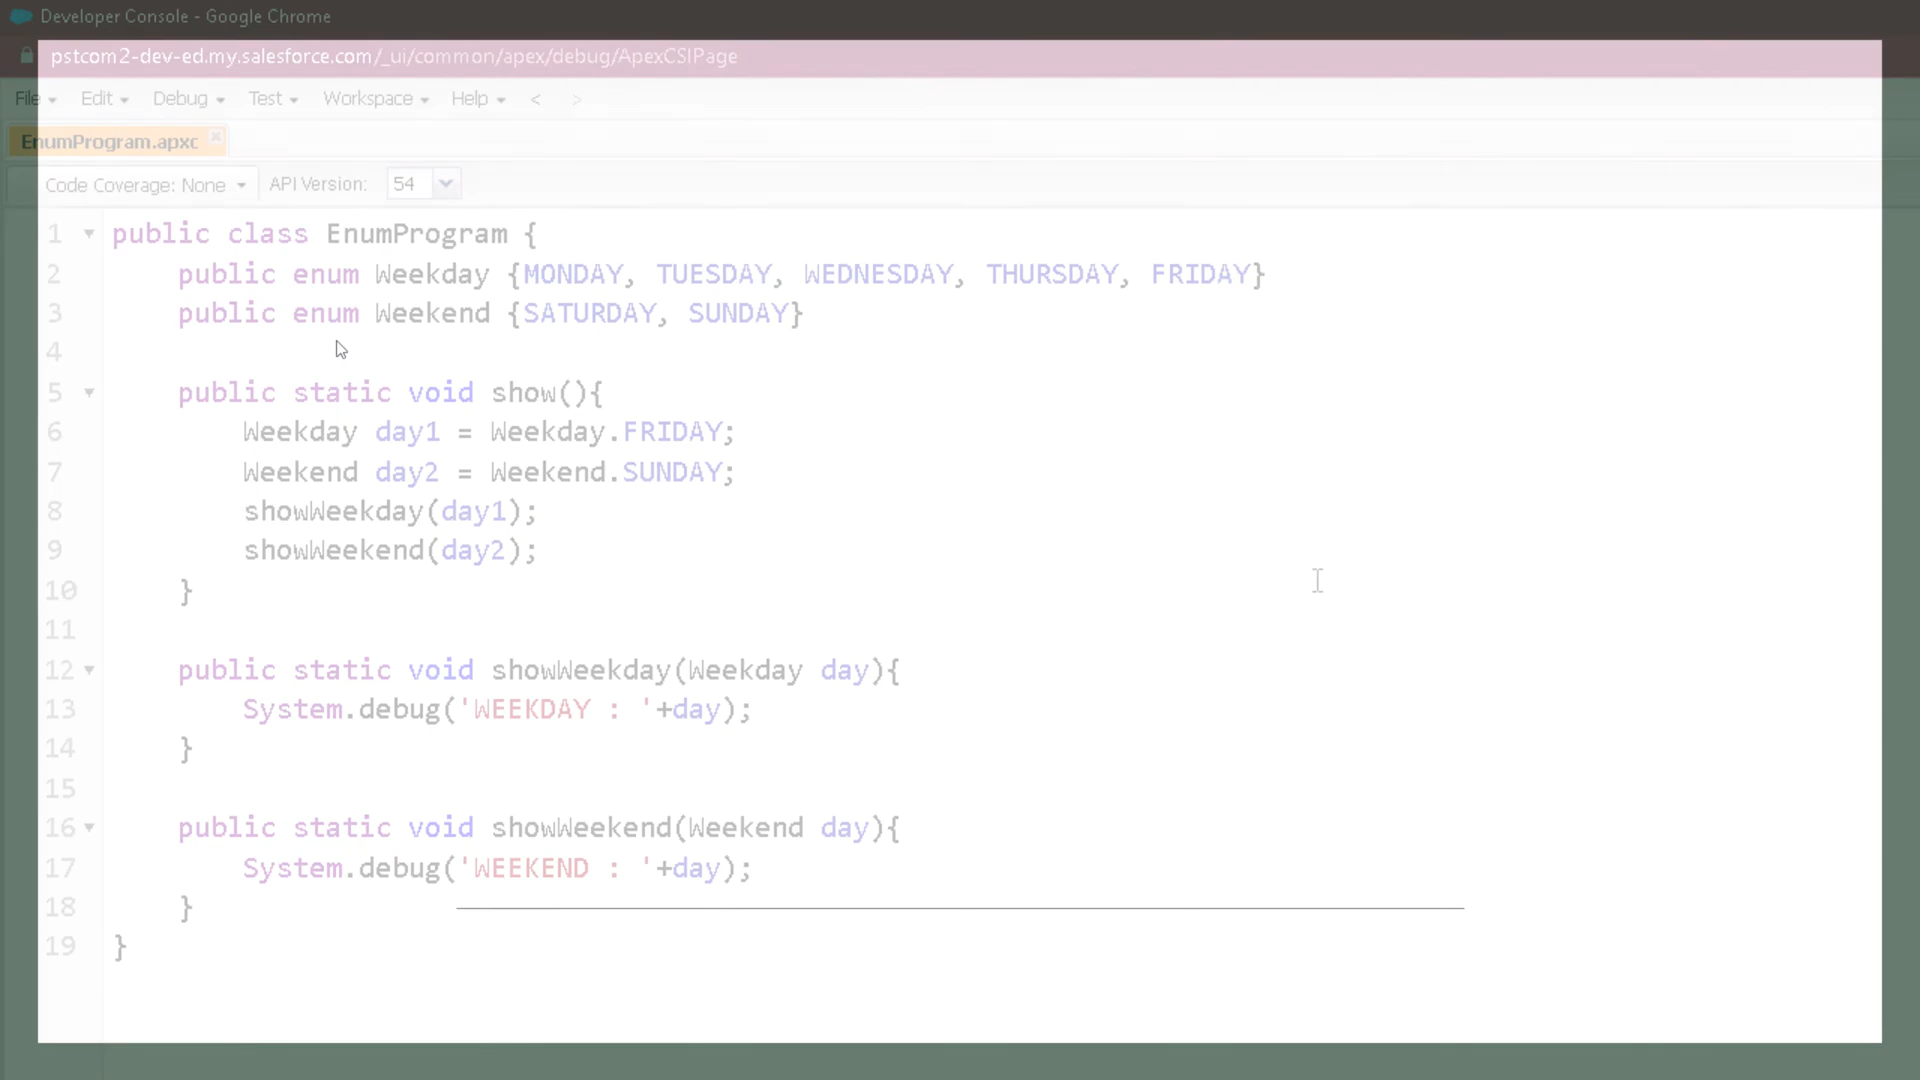 Developer Console - Google Chrome
pstcom2-dev-ed.my.salesforce.com/_ui/common/apex/debug/ApexCSIPage
File Edit Debug Test Workspace Help < >
EnumProgram.apxc
Code Coverage: None API Version: 54
1 public class EnumProgram {
2 public enum Weekday {MONDAY, TUESDAY, WEDNESDAY, THURSDAY, FRIDAY}
3 public enum Weekend {SATURDAY, SUNDAY}
4
5 public static void show(){
6 Weekday day1 = Weekday.FRIDAY;
7 Weekend day2 = Weekend.SUNDAY;
8 showWeekday(day1);
9 showWeekend(day2);
10 }
11
12 public static void showWeekday(Weekday day){
13 System.debug('WEEKDAY : '+day);
14 }
15
16 public static void showWeekend(Weekend day){
17 System.debug('WEEKEND : '+day);
18 }
19 }